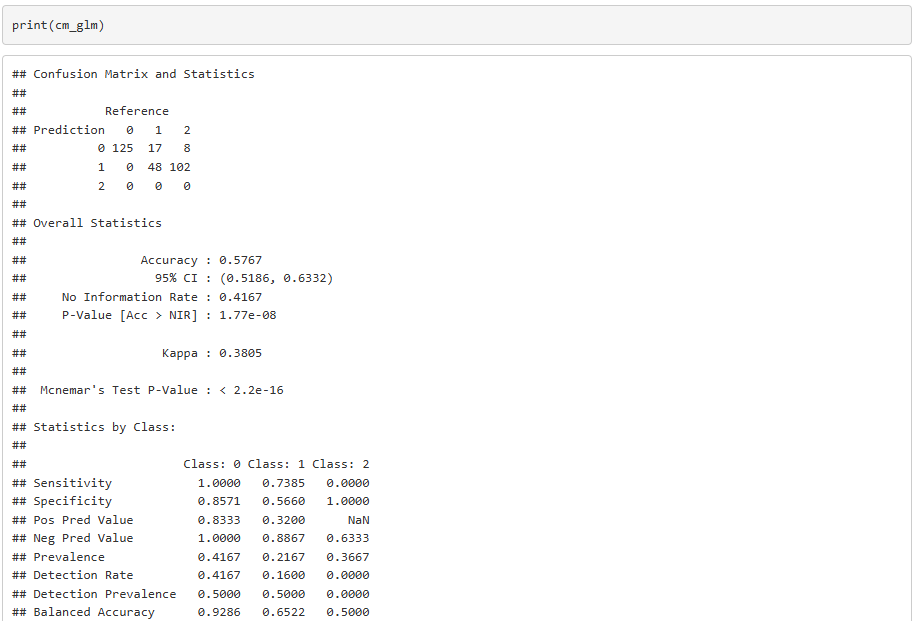 print(cm_glm)
## Confusion Matrix and Statistics
##
##           Reference
## Prediction   0   1   2
##          0 125  17   8
##          1   0  48 102
##          2   0   0   0
##
## Overall Statistics
##
##                Accuracy : 0.5767
##                  95% CI : (0.5186, 0.6332)
##     No Information Rate : 0.4167
##     P-Value [Acc > NIR] : 1.77e-08
##
##                   Kappa : 0.3805
##
##  Mcnemar's Test P-Value : < 2.2e-16
##
## Statistics by Class:
##
##                      Class: 0 Class: 1 Class: 2
## Sensitivity            1.0000   0.7385   0.0000
## Specificity            0.8571   0.5660   1.0000
## Pos Pred Value         0.8333   0.3200      NaN
## Neg Pred Value         1.0000   0.8867   0.6333
## Prevalence             0.4167   0.2167   0.3667
## Detection Rate         0.4167   0.1600   0.0000
## Detection Prevalence   0.5000   0.5000   0.0000
## Balanced Accuracy      0.9286   0.6522   0.5000